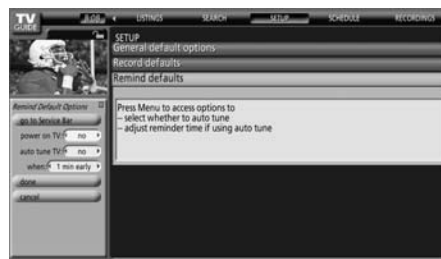 TV
GUIDE
8:08
LISTINGS
SEARCH
SETUP
SCHEDULE
RECORDINGS
SETUP
General default options
Record defaults
Remind defaults
Remind Default Options
go to Service Bar
power on TV: no
auto tune TV: no
when: 1 min early
done
cancel
Press Menu to access options to
– select whether to auto tune
– adjust reminder time if using auto tune